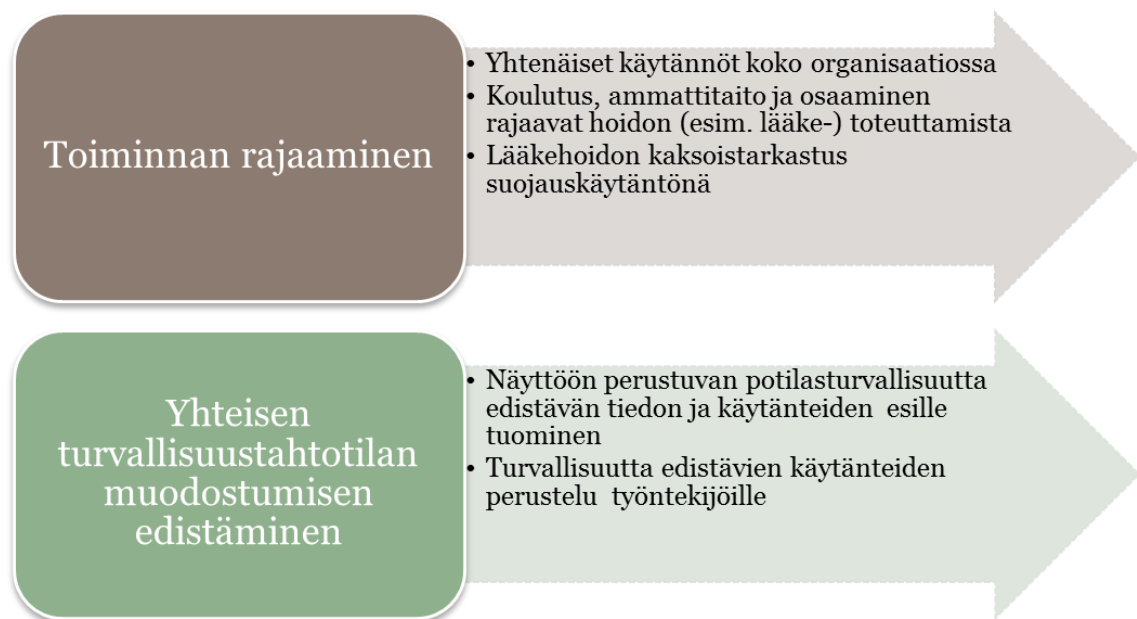 Toiminnan rajaaminen
• Yhtenäiset käytännöt koko organisaatiossa
• Koulutus, ammattitaito ja osaaminen
rajaavat hoidon (esim. lääke-) toteuttamista
• Lääkehoidon kaksoistarkastus
suojauskäytäntönä
Yhteisen
turvallisuustahtotilan
muodostumisen
edistäminen
• Näyttöön perustuvan potilasturvallisuutta
edistävän tiedon ja käytänteiden esille
tuominen
• Turvallisuutta edistävien käytänteiden
perustelu työntekijöille